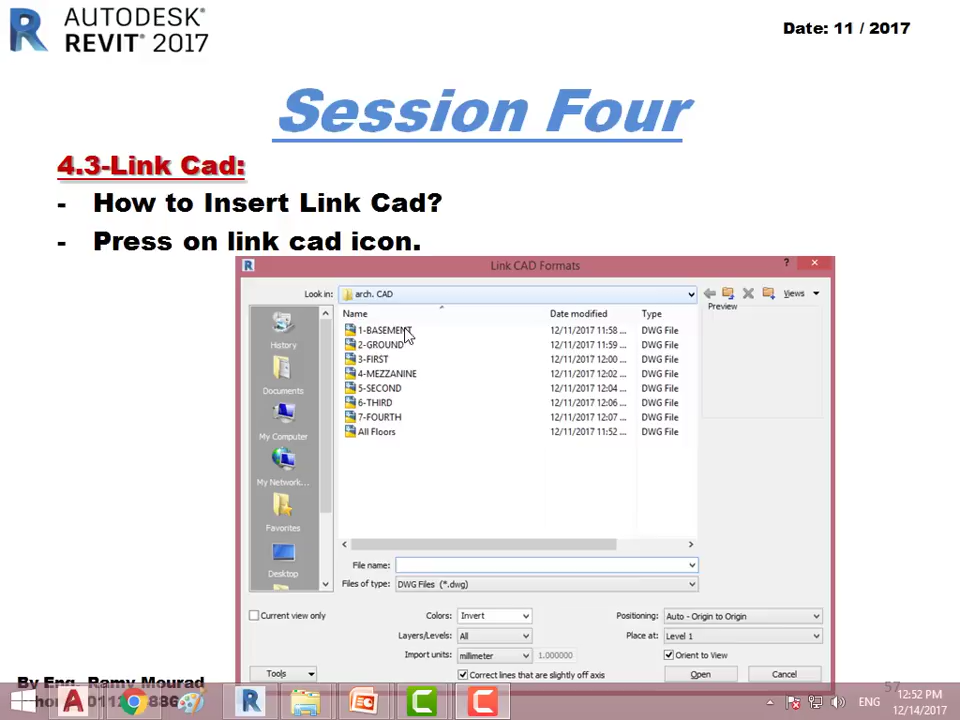 AUTODESK®
REVIT® 2017
Date: 11 / 2017
Session Four
4.3-Link Cad:
- How to Insert Link Cad?
- Press on link cad icon.
Link CAD Formats
Look in: arch. CAD
Views
Name Date modified Type
Preview
1-BASEMENT 12/11/2017 11:58 ... DWG File
2-GROUND 12/11/2017 11:59 ... DWG File
3-FIRST 12/11/2017 12:00 ... DWG File
4-MEZZANINE 12/11/2017 12:02 ... DWG File
5-SECOND 12/11/2017 12:04 ... DWG File
6-THIRD 12/11/2017 12:06 ... DWG File
7-FOURTH 12/11/2017 12:07 ... DWG File
All Floors 12/11/2017 11:52 ... DWG File
History
Documents
My Computer
My Network...
Favorites
Desktop
File name:
Files of type: DWG Files (*.dwg)
Current view only
Colors: Invert
Positioning: Auto - Origin to Origin
Layers/Levels: All
Place at: Level 1
Import units: millimeter 1.000000
Orient to View
Tools
Correct lines that are slightly off axis
Open
Cancel
By Eng. Ramy Mourad
57
ENG
12:52 PM
12/14/2017